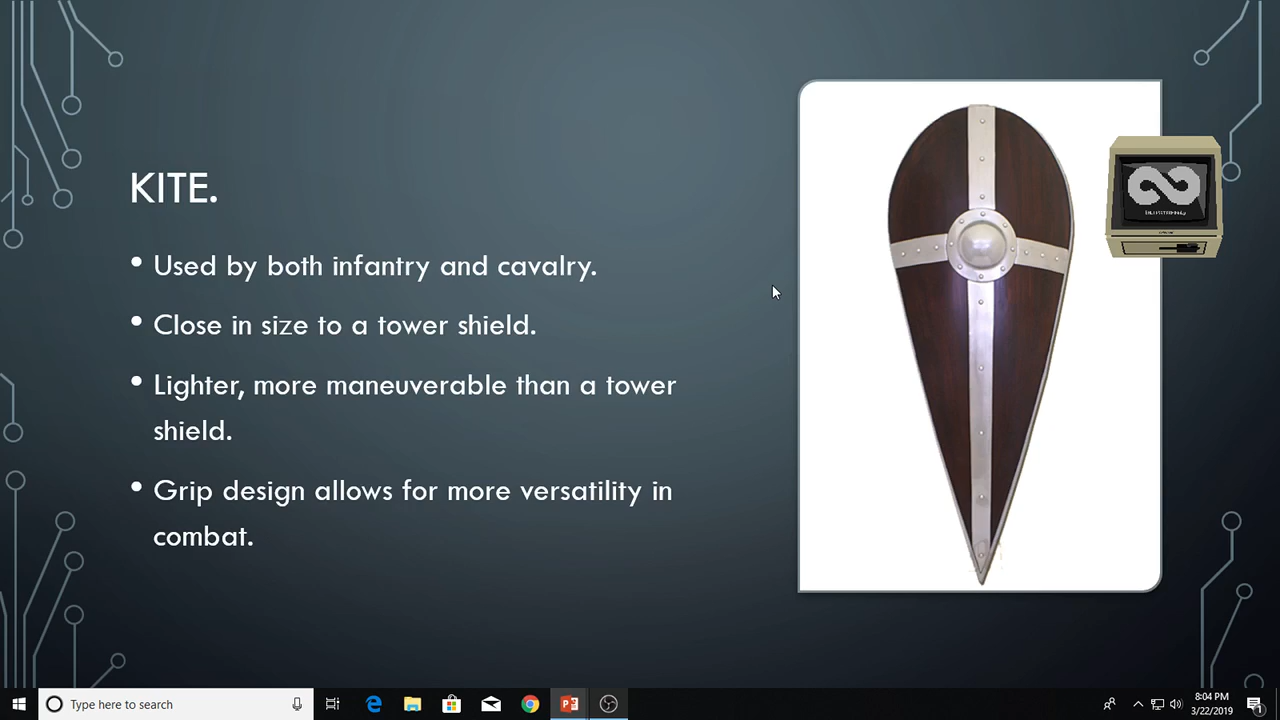 KITE.
• Used by both infantry and cavalry.
• Close in size to a tower shield.
• Lighter, more maneuverable than a tower
shield.
• Grip design allows for more versatility in
combat.
Type here to search
8:04 PM
3/22/2019